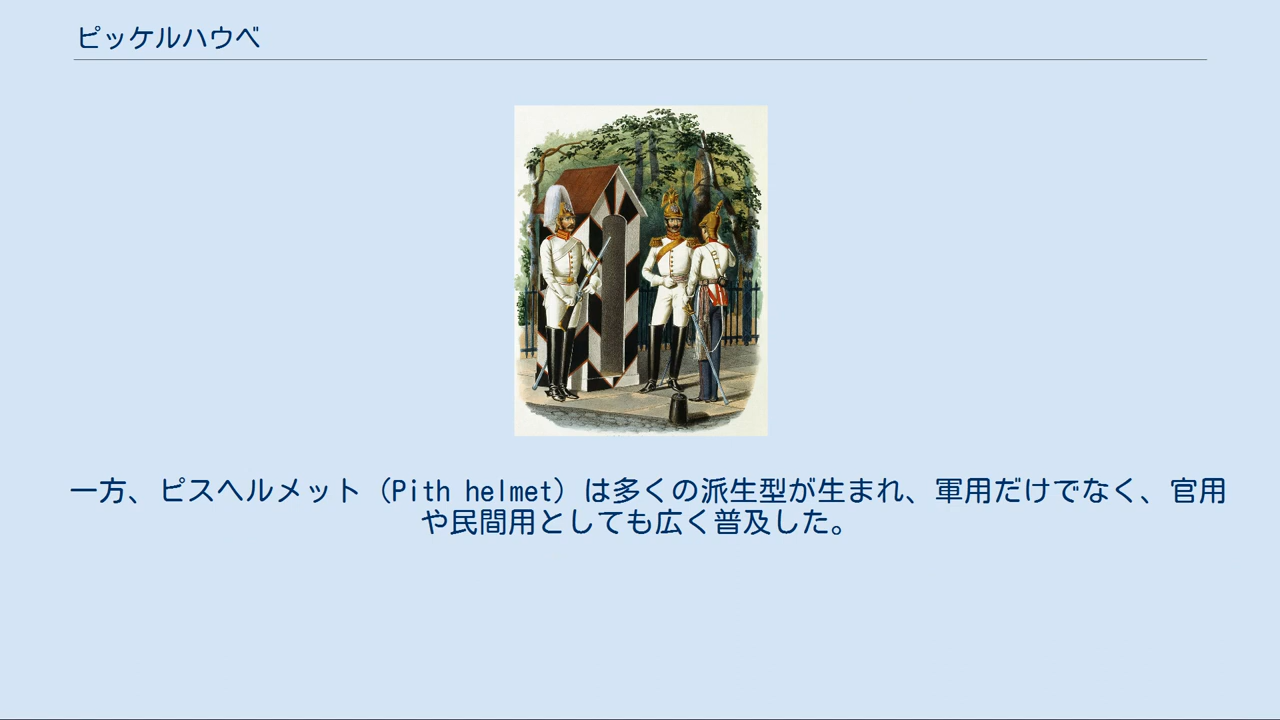 ピッケルハウベ
一方、ピスヘルメット（Pith helmet）は多くの派生型が生まれ、軍用だけでなく、官用
や民間用としても広く普及した。